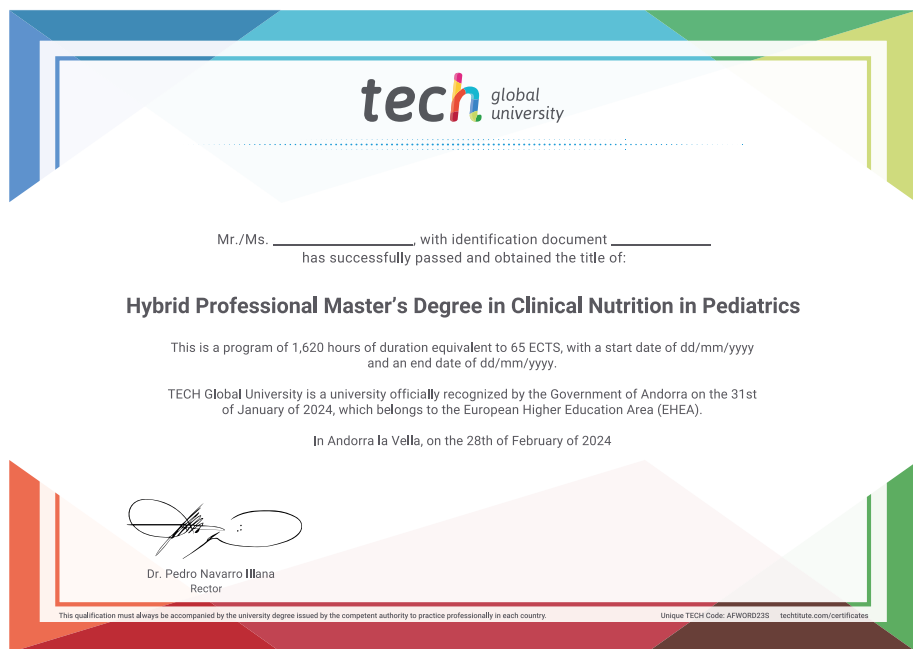 tech global
university
Mr./Ms. ____________________, with identification document ______________
has successfully passed and obtained the title of:
Hybrid Professional Master’s Degree in Clinical Nutrition in Pediatrics
This is a program of 1,620 hours of duration equivalent to 65 ECTS, with a start date of dd/mm/yyyy
and an end date of dd/mm/yyyy.
TECH Global University is a university officially recognized by the Government of Andorra on the 31st
of January of 2024, which belongs to the European Higher Education Area (EHEA).
In Andorra la Vella, on the 28th of February of 2024
Dr. Pedro Navarro Illana
Rector
This qualification must always be accompanied by the university degree issued by the competent authority to practice professionally in each country.
Unique TECH Code: AFWORD23S techtitute.com/certificates